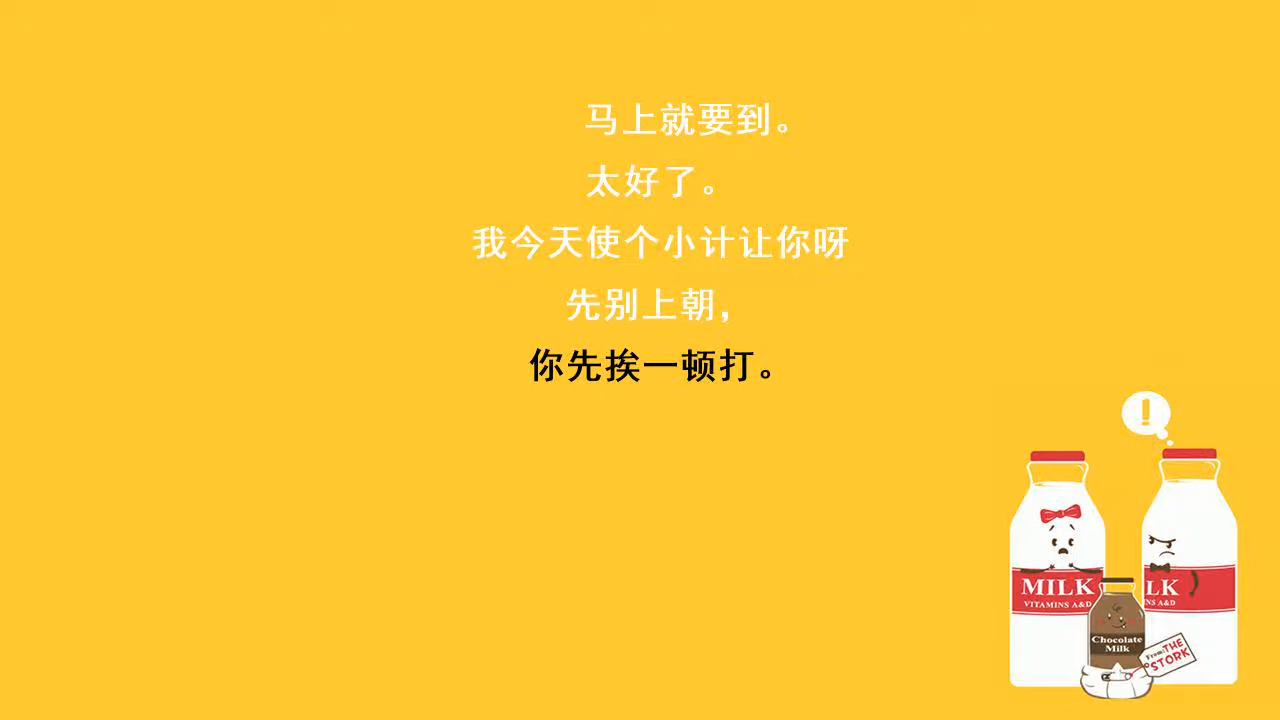 马上就要到。
太好了。
我今天使个小计让你呀
先别上朝，
你先挨一顿打。
!
MILK
VITAMINS A&D
LK
NS A&D
Chocolate
Milk
From: THE
STORK